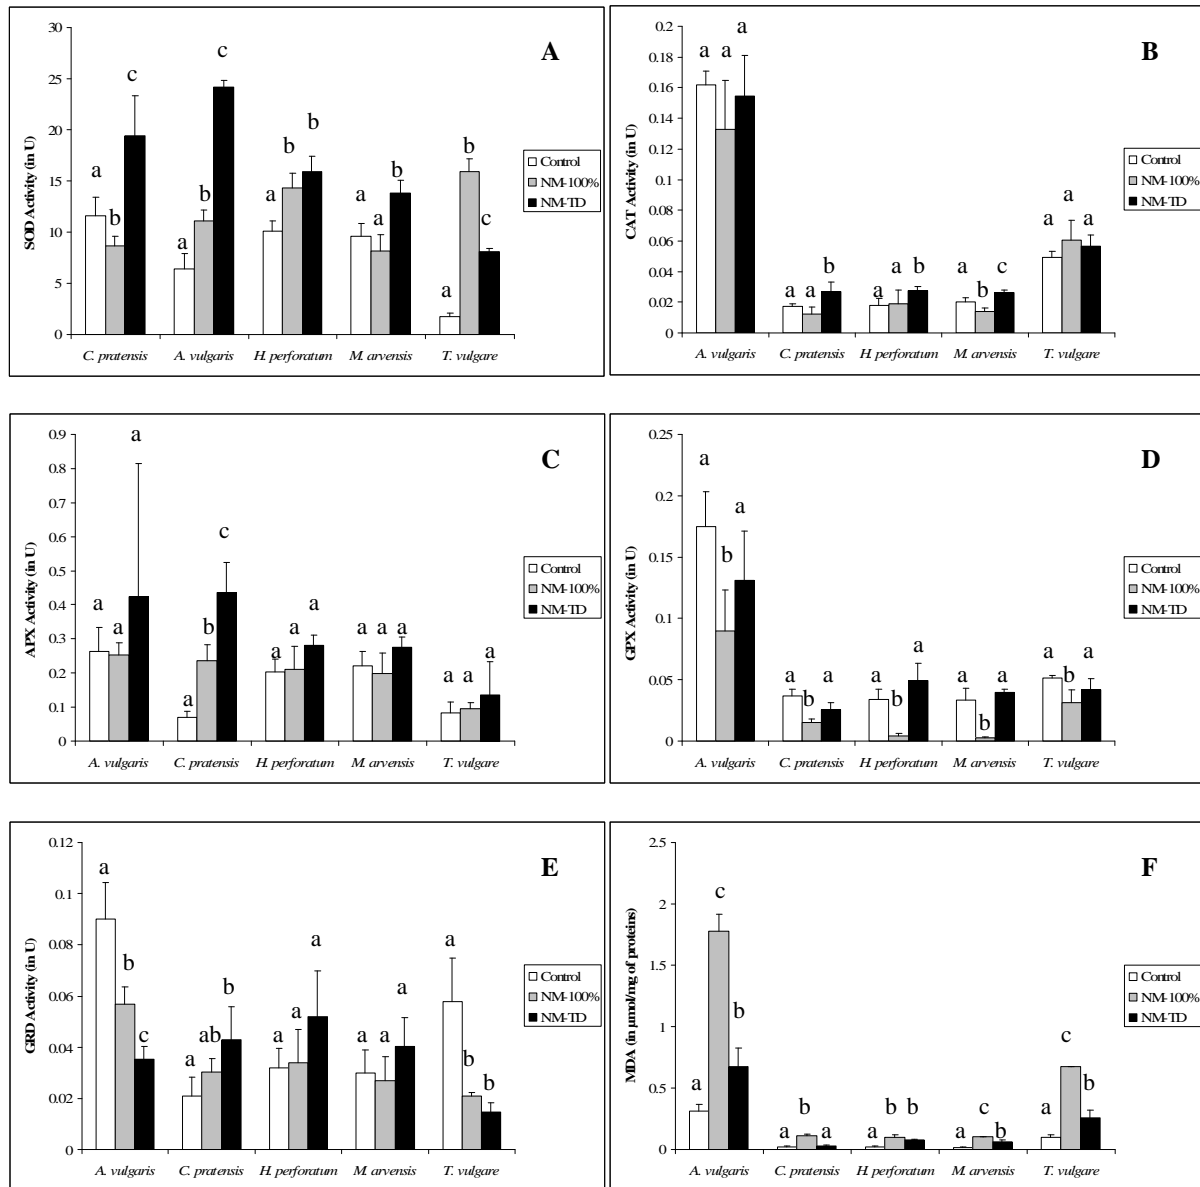 A
SOD Activity (in U)
30
25
20
15
10
5
0
a b c
a b c
a b b
a a b
a b c
C. pratensis A. vulgaris H. perforatum M. arvensis T. vulgare
Control
NM-100%
NM-TD
B
CAT Activity (in U)
0.2
0.18
0.16
0.14
0.12
0.1
0.08
0.06
0.04
0.02
0
a a a
a a b
a a b
a b c
a a a
A. vulgaris C. pratensis H. perforatum M. arvensis T. vulgare
Control
NM-100%
NM-TD
C
APX Activity (in U)
0.9
0.8
0.7
0.6
0.5
0.4
0.3
0.2
0.1
0
a a a
a b c
a a a
a a a
a a a
A. vulgaris C. pratensis H. perforatum M. arvensis T. vulgare
Control
NM-100%
NM-TD
D
GPX Activity (in U)
0.25
0.2
0.15
0.1
0.05
0
a b a
a b a
a b a
a b a
a b a
A. vulgaris C. pratensis H. perforatum M. arvensis T. vulgare
Control
NM-100%
NM-TD
E
GRD Activity (in U)
0.12
0.1
0.08
0.06
0.04
0.02
0
a b c
a ab b
a a a
a a a
a b b
A. vulgaris C. pratensis H. perforatum M. arvensis T. vulgare
Control
NM-100%
NM-TD
F
MDA (in µmol/mg of proteins)
2.5
2
1.5
1
0.5
0
a c b
a b a
a b b
a c b
a c b
A. vulgaris C. pratensis H. perforatum M. arvensis T. vulgare
Control
NM-100%
NM-TD